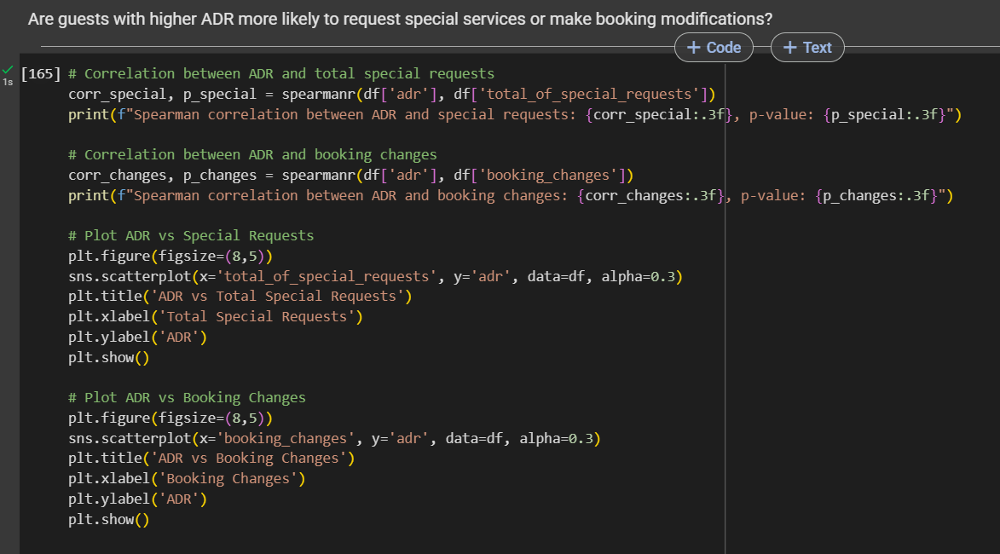 Are guests with higher ADR more likely to request special services or make booking modifications?
+ Code + Text
1s
[165] # Correlation between ADR and total special requests
corr_special, p_special = spearmanr(df['adr'], df['total_of_special_requests'])
print(f"Spearman correlation between ADR and special requests: {corr_special:.3f}, p-value: {p_special:.3f}")
# Correlation between ADR and booking changes
corr_changes, p_changes = spearmanr(df['adr'], df['booking_changes'])
print(f"Spearman correlation between ADR and booking changes: {corr_changes:.3f}, p-value: {p_changes:.3f}")
# Plot ADR vs Special Requests
plt.figure(figsize=(8,5))
sns.scatterplot(x='total_of_special_requests', y='adr', data=df, alpha=0.3)
plt.title('ADR vs Total Special Requests')
plt.xlabel('Total Special Requests')
plt.ylabel('ADR')
plt.show()
# Plot ADR vs Booking Changes
plt.figure(figsize=(8,5))
sns.scatterplot(x='booking_changes', y='adr', data=df, alpha=0.3)
plt.title('ADR vs Booking Changes')
plt.xlabel('Booking Changes')
plt.ylabel('ADR')
plt.show()